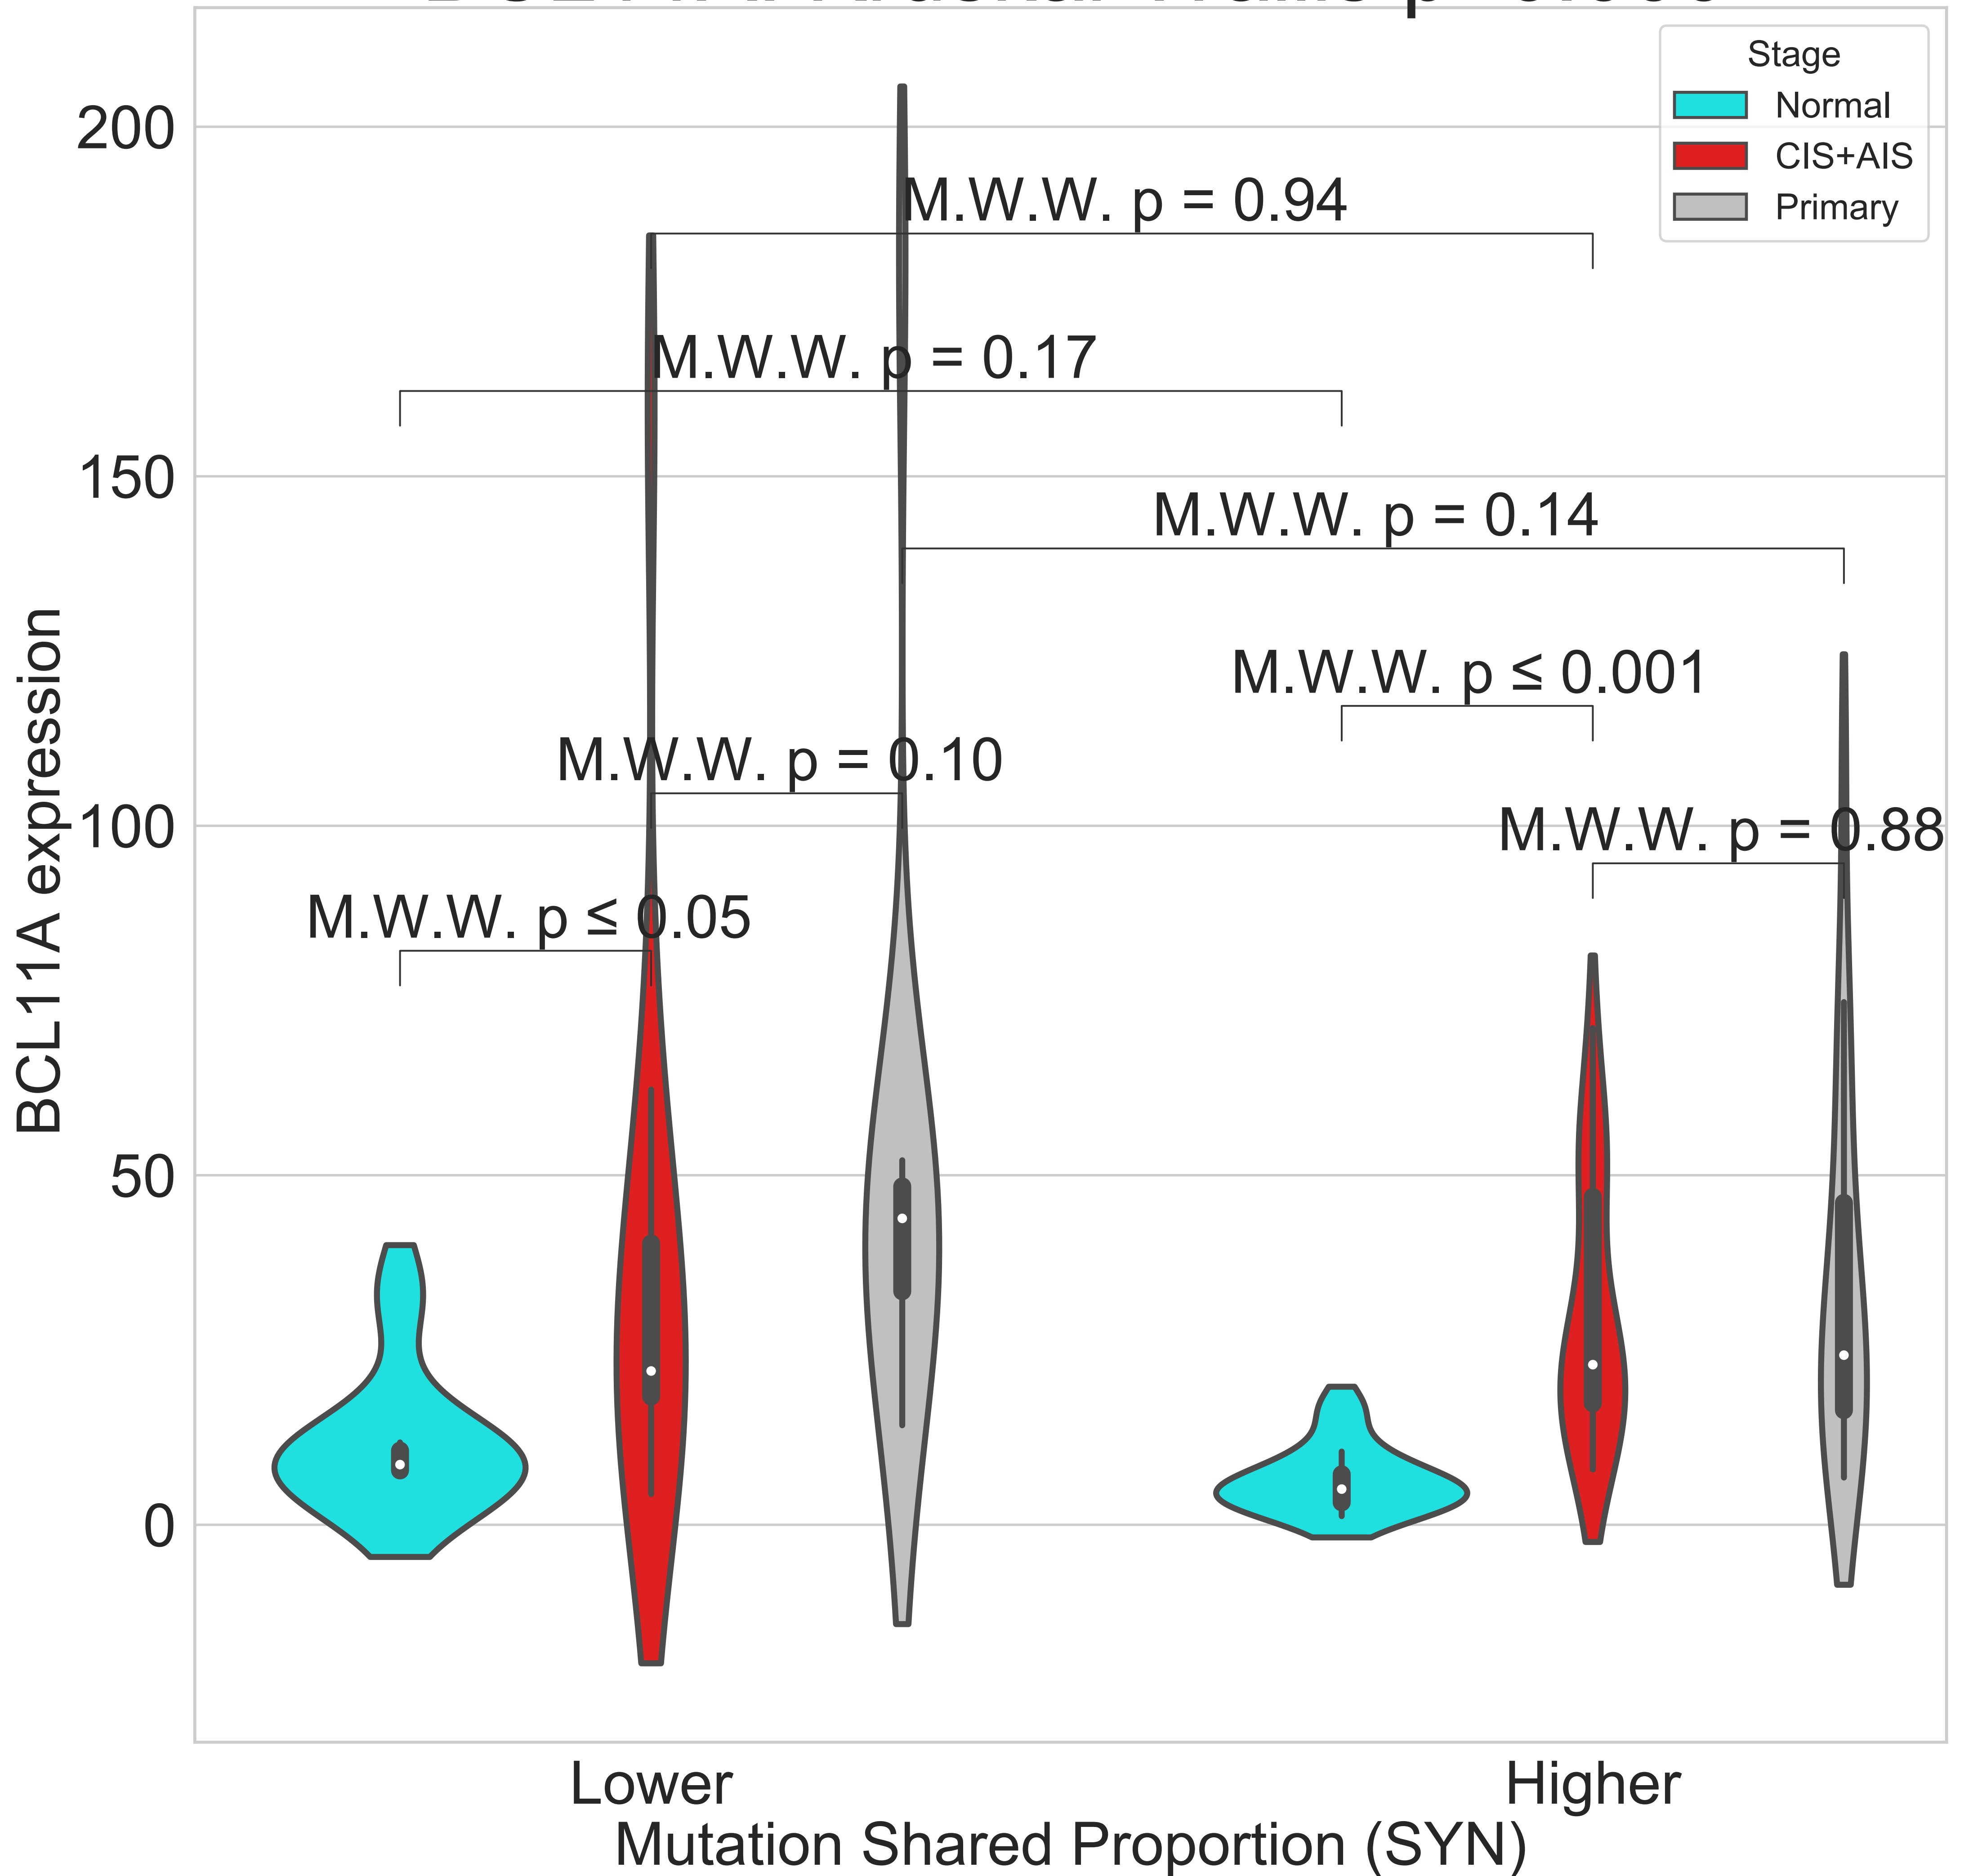 Stage
Normal
CIS+AIS
Primary
200
150
100
50
0
BCL11A expression
M.W.W. p = 0.94
M.W.W. p = 0.17
M.W.W. p = 0.14
M.W.W. p ≤ 0.001
M.W.W. p = 0.10
M.W.W. p = 0.88
M.W.W. p ≤ 0.05
Lower
Higher
Mutation Shared Proportion (SYN)